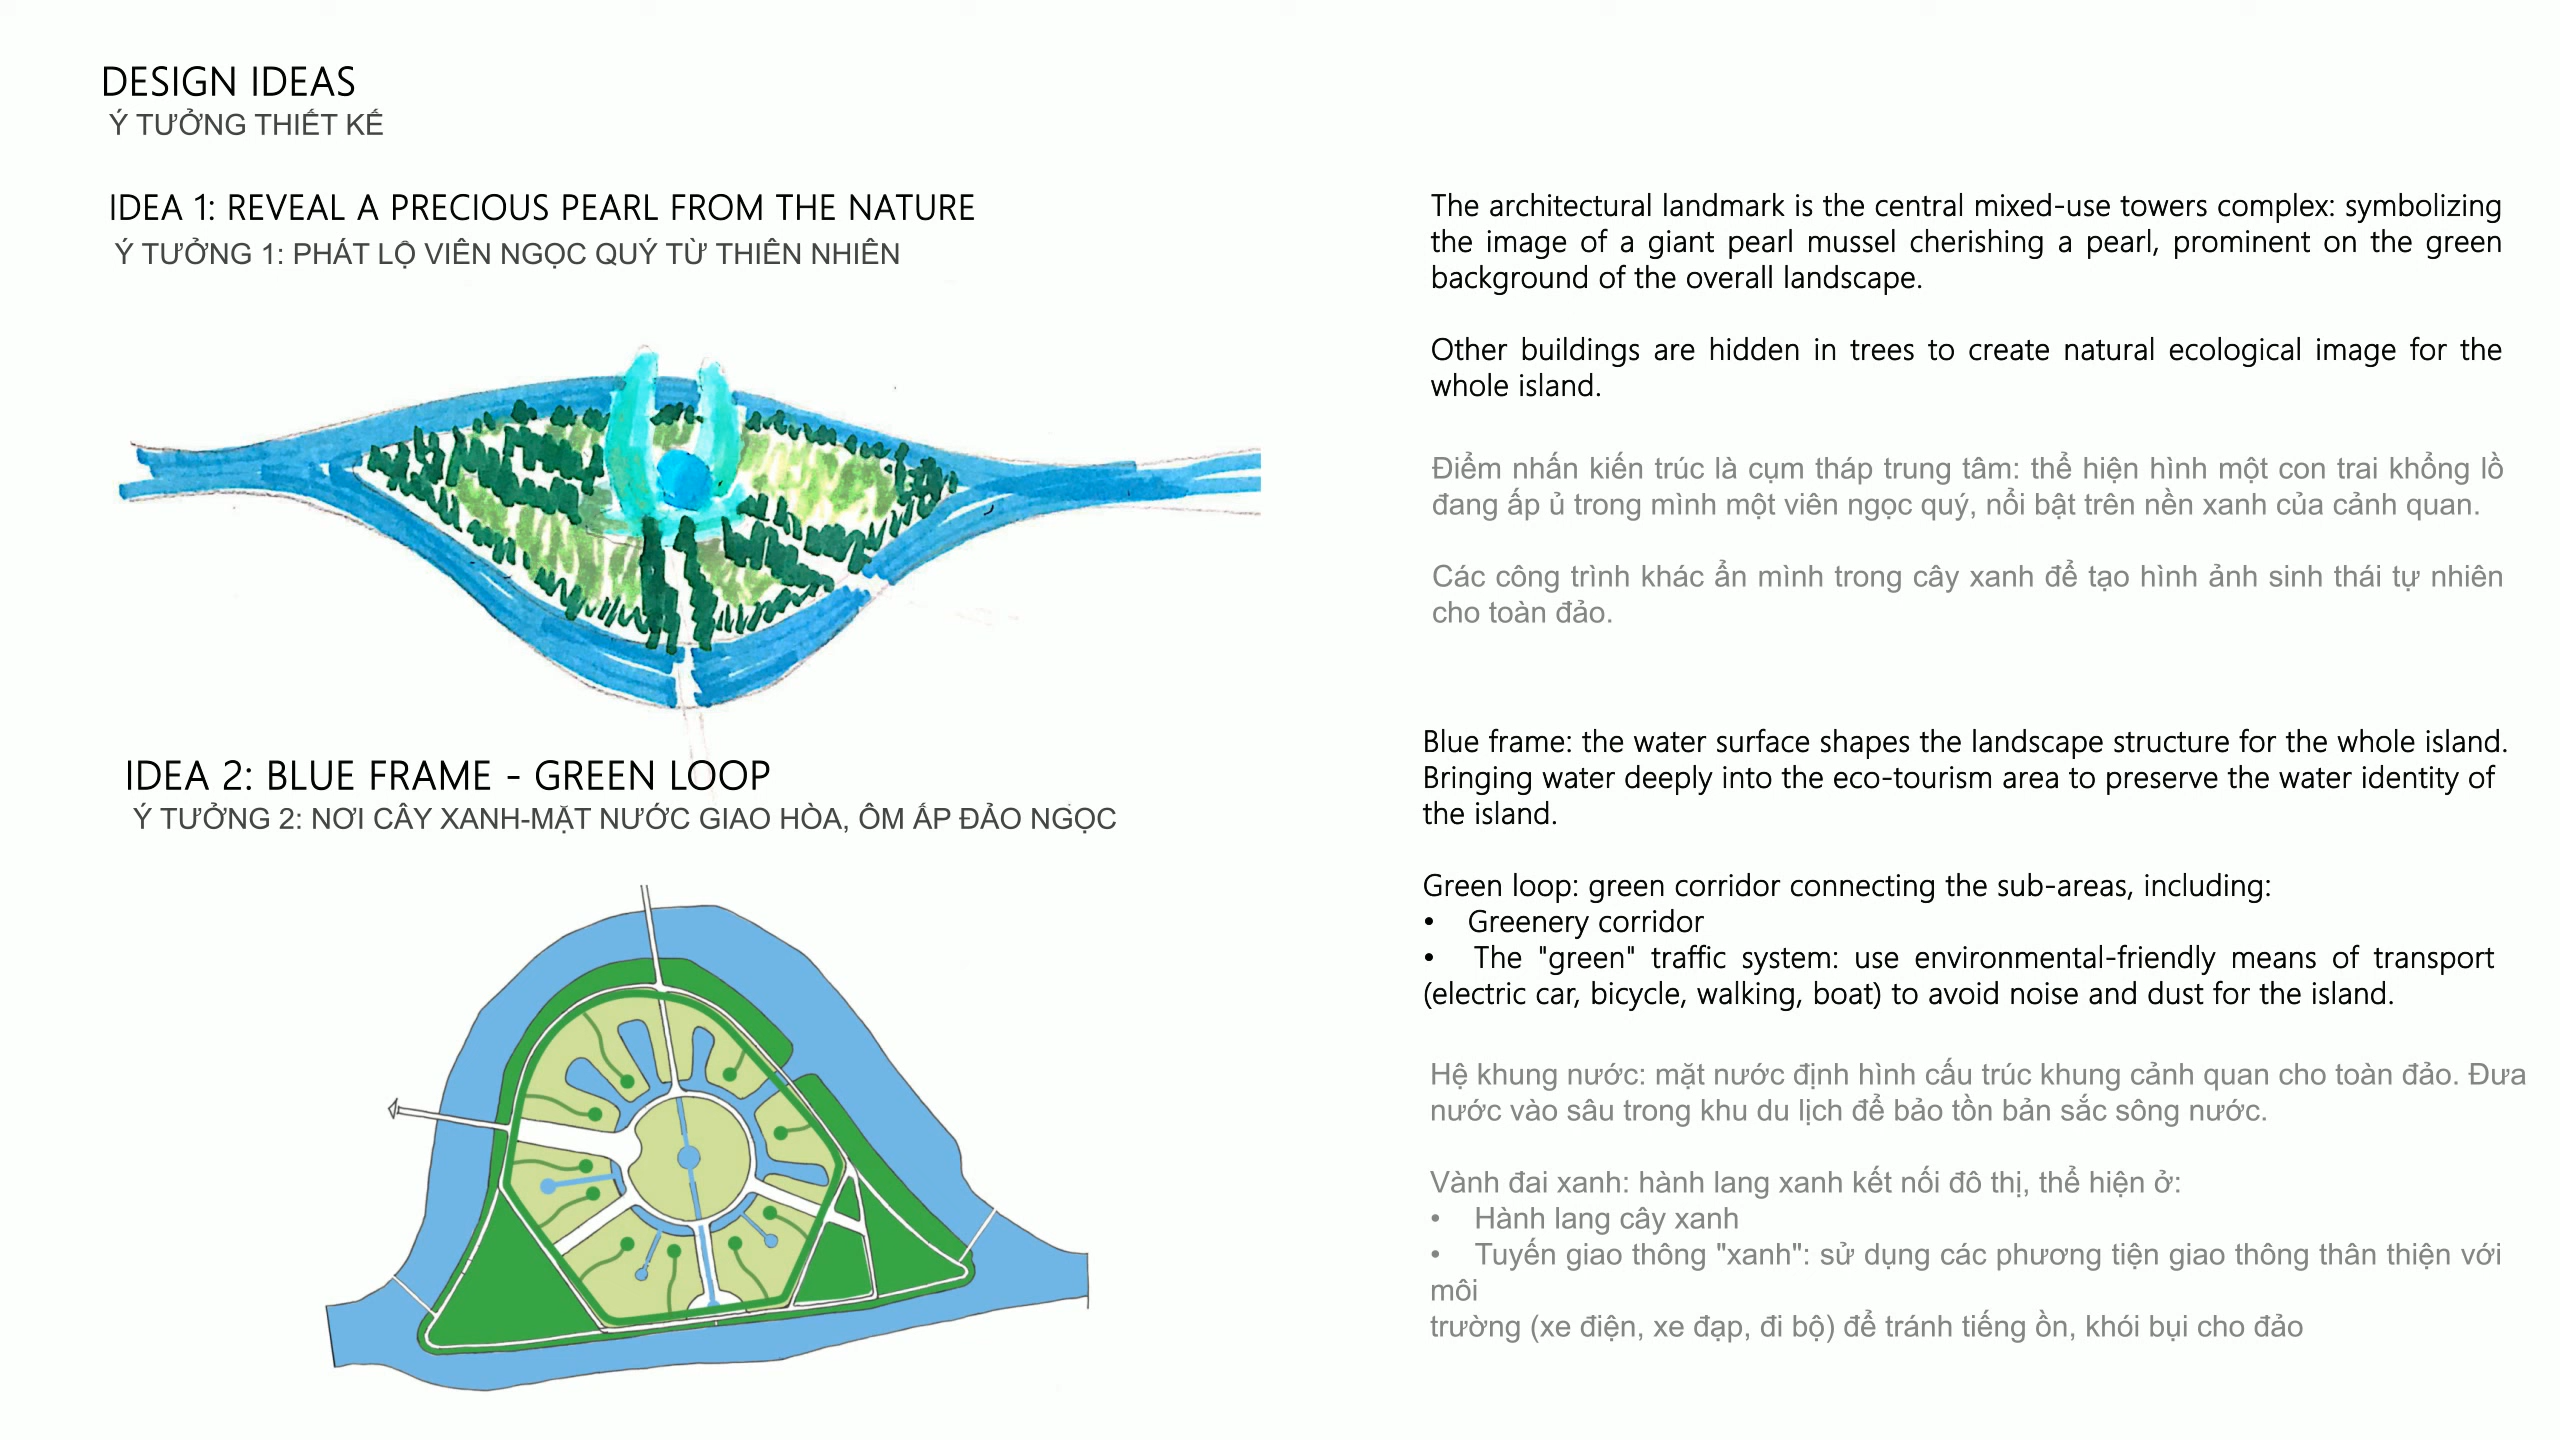 DESIGN IDEAS
Ý TƯỞNG THIẾT KẾ
IDEA 1: REVEAL A PRECIOUS PEARL FROM THE NATURE
Ý TƯỞNG 1: PHÁT LỘ VIÊN NGỌC QUÝ TỪ THIÊN NHIÊN
The architectural landmark is the central mixed-use towers complex: symbolizing
the image of a giant pearl mussel cherishing a pearl, prominent on the green
background of the overall landscape.
Other buildings are hidden in trees to create natural ecological image for the
whole island.
Điểm nhấn kiến trúc là cụm tháp trung tâm: thể hiện hình một con trai khổng lồ
đang ấp ủ trong mình một viên ngọc quý, nổi bật trên nền xanh của cảnh quan.
Các công trình khác ẩn mình trong cây xanh để tạo hình ảnh sinh thái tự nhiên
cho toàn đảo.
IDEA 2: BLUE FRAME - GREEN LOOP
Ý TƯỞNG 2: NƠI CÂY XANH-MẶT NƯỚC GIAO HÒA, ÔM ẤP ĐẢO NGỌC
Blue frame: the water surface shapes the landscape structure for the whole island.
Bringing water deeply into the eco-tourism area to preserve the water identity of
the island.
Green loop: green corridor connecting the sub-areas, including:
• Greenery corridor
• The "green" traffic system: use environmental-friendly means of transport
(electric car, bicycle, walking, boat) to avoid noise and dust for the island.
Hệ khung nước: mặt nước định hình cấu trúc khung cảnh quan cho toàn đảo. Đưa
nước vào sâu trong khu du lịch để bảo tồn bản sắc sông nước.
Vành đai xanh: hành lang xanh kết nối đô thị, thể hiện ở:
• Hành lang cây xanh
• Tuyến giao thông "xanh": sử dụng các phương tiện giao thông thân thiện với
môi
trường (xe điện, xe đạp, đi bộ) để tránh tiếng ồn, khói bụi cho đảo